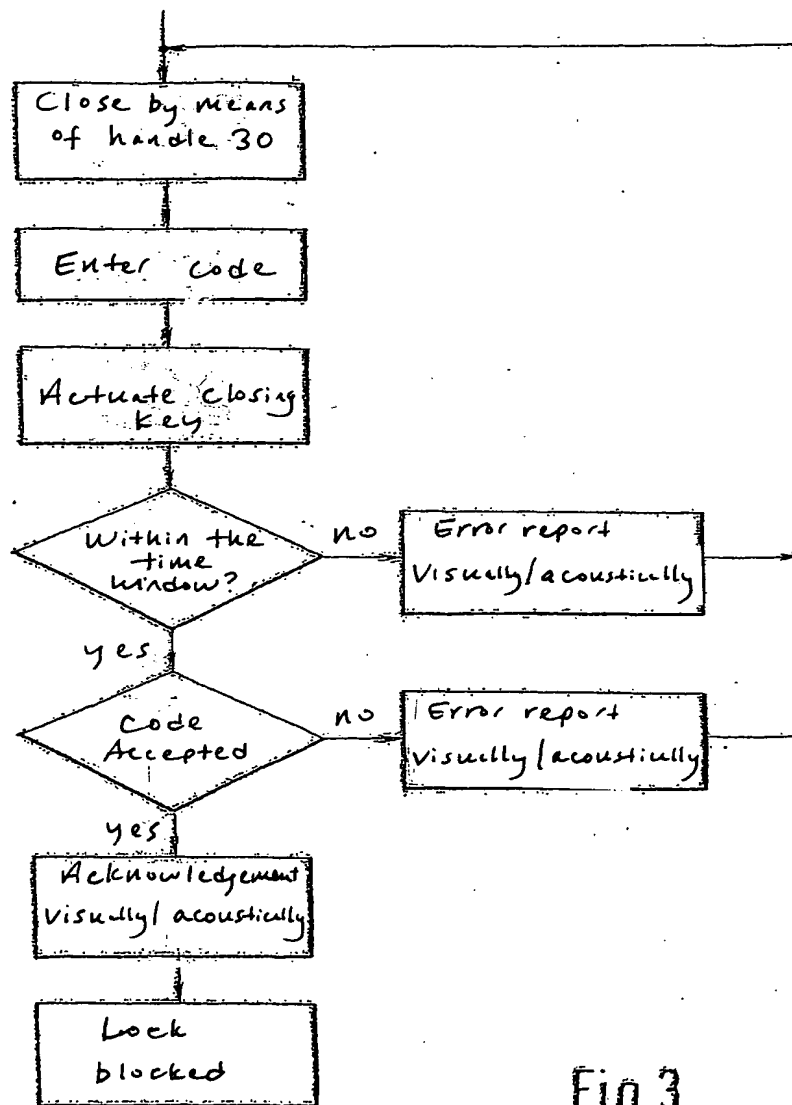 Close by means
of handle 30
Enter code
Actuate closing
key
Within the
time
window?
no
Error report
Visually/acoustically
yes
Code
Accepted
no
Error report
visually/acoustically
yes
Acknowledgement
visually/ acoustically
Lock
blocked
Fig.3